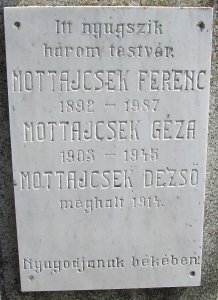 Itt nyugszik
három testvér.
MOTTAJCSEK FERENC
1892 - 1987
MOTTAJCSEK GÉZA
1903 - 1945
MOTTAJCSEK DEZSŐ
meghalt 1914.
Nyugodjanak békében!